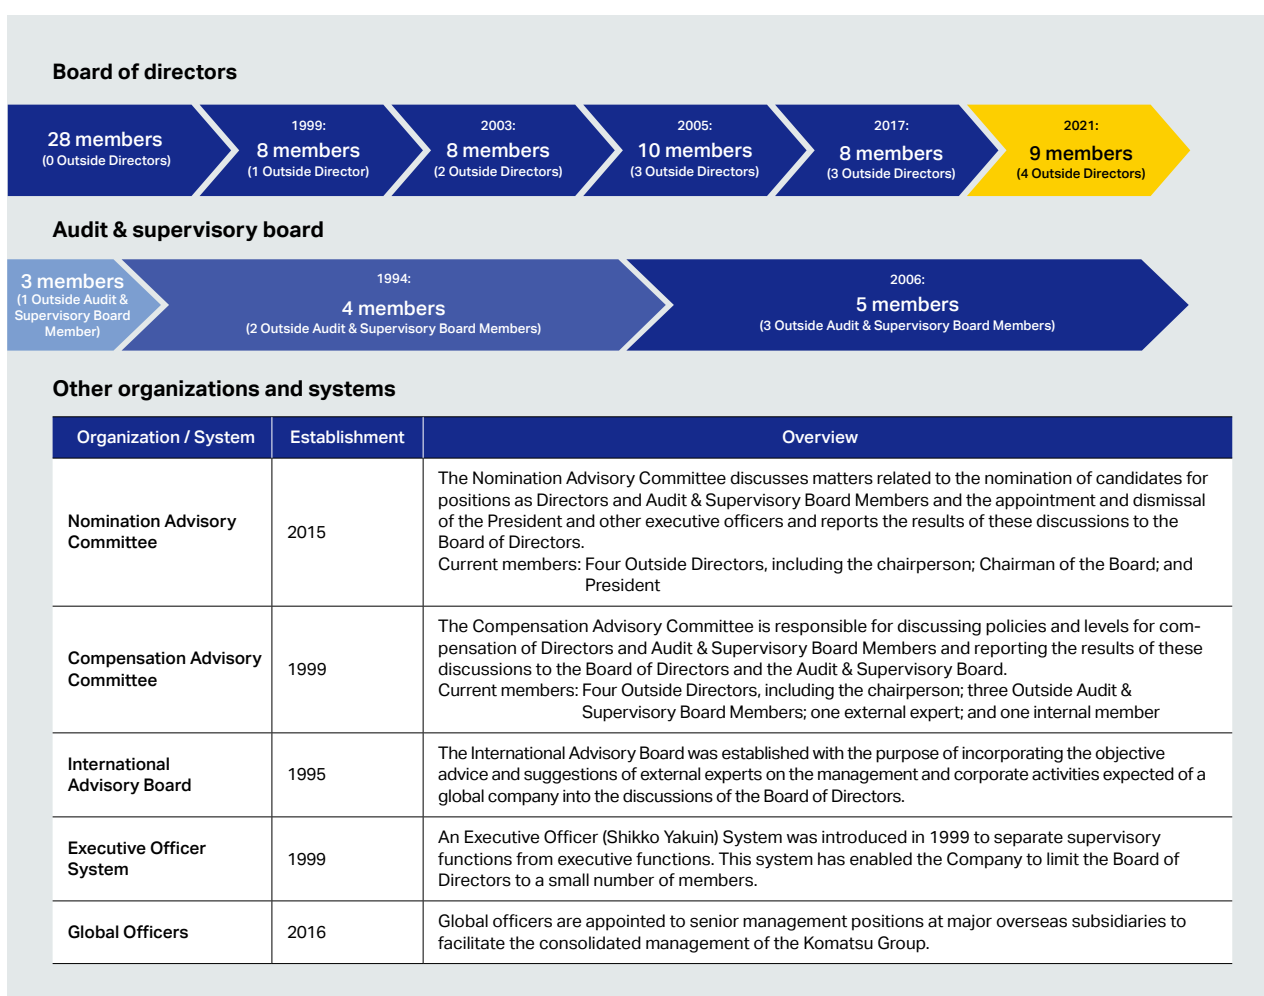 Board of directors
28 members
(0 Outside Directors)
1999:
8 members
(1 Outside Director)
2003:
8 members
(2 Outside Directors)
2005:
10 members
(3 Outside Directors)
2017:
8 members
(3 Outside Directors)
2021:
9 members
(4 Outside Directors)
Audit & supervisory board
3 members
(1 Outside Audit &
Supervisory Board
Member)
1994:
4 members
(2 Outside Audit & Supervisory Board Members)
2006:
5 members
(3 Outside Audit & Supervisory Board Members)
Other organizations and systems
Organization / System
Establishment
Overview
Nomination Advisory
Committee
2015
The Nomination Advisory Committee discusses matters related to the nomination of candidates for
positions as Directors and Audit & Supervisory Board Members and the appointment and dismissal
of the President and other executive officers and reports the results of these discussions to the
Board of Directors.
Current members: Four Outside Directors, including the chairperson; Chairman of the Board; and
President
Compensation Advisory
Committee
1999
The Compensation Advisory Committee is responsible for discussing policies and levels for com-
pensation of Directors and Audit & Supervisory Board Members and reporting the results of these
discussions to the Board of Directors and the Audit & Supervisory Board.
Current members: Four Outside Directors, including the chairperson; three Outside Audit &
Supervisory Board Members; one external expert; and one internal member
International
Advisory Board
1995
The International Advisory Board was established with the purpose of incorporating the objective
advice and suggestions of external experts on the management and corporate activities expected of a
global company into the discussions of the Board of Directors.
Executive Officer
System
1999
An Executive Officer (Shikko Yakuin) System was introduced in 1999 to separate supervisory
functions from executive functions. This system has enabled the Company to limit the Board of
Directors to a small number of members.
Global Officers
2016
Global officers are appointed to senior management positions at major overseas subsidiaries to
facilitate the consolidated management of the Komatsu Group.